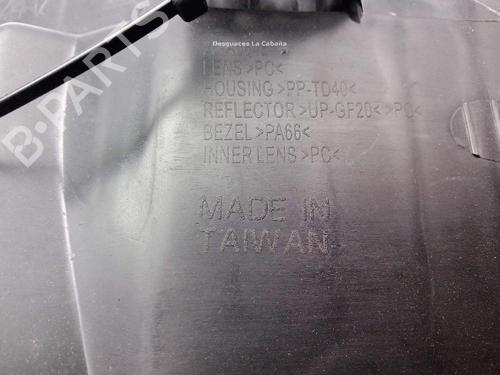 Desguaces La Cabaña
LENS>PC<
HOUSING>PP-TD40<
REFLECTOR>UP-GF20<>PC<
BEZEL>PA66<
INNER LENS>PC<
MADE IN
TAIWAN
B-PARTS